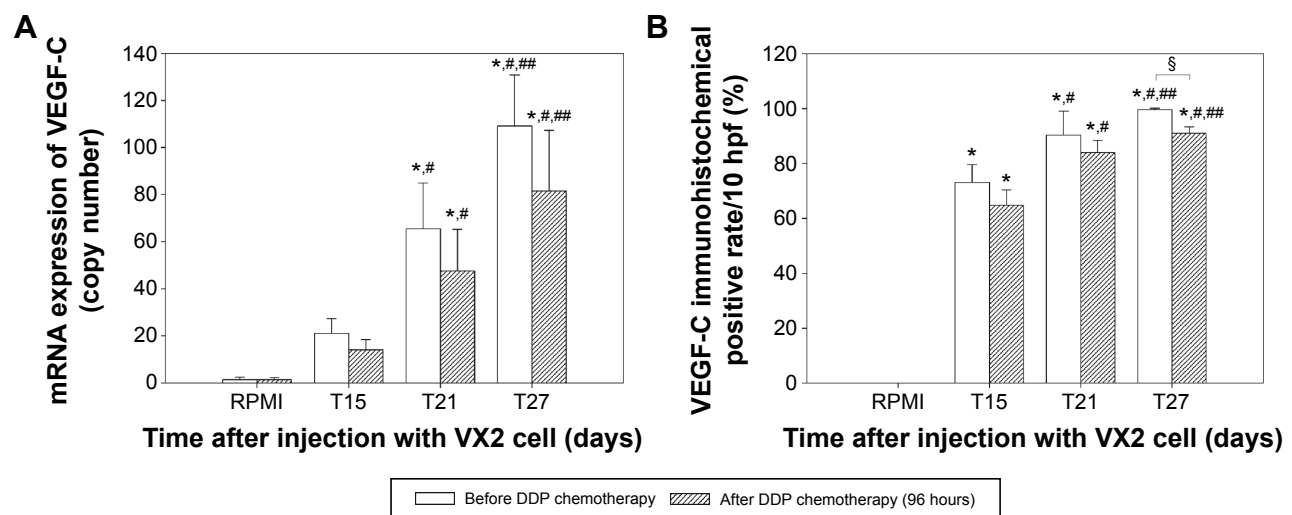 A
mRNA expression of VEGF-C
(copy number)
140
120
100
80
60
40
20
0
*,#
*,#
*,#,##
*,#,##
RPMI
T15
T21
T27
Time after injection with VX2 cell (days)
B
VEGF-C immunohistochemical
positive rate/10 hpf (%)
120
100
80
60
40
20
0
*
*
*,#
*,#
§
*,#,##
*,#,##
RPMI
T15
T21
T27
Time after injection with VX2 cell (days)
Before DDP chemotherapy
After DDP chemotherapy (96 hours)